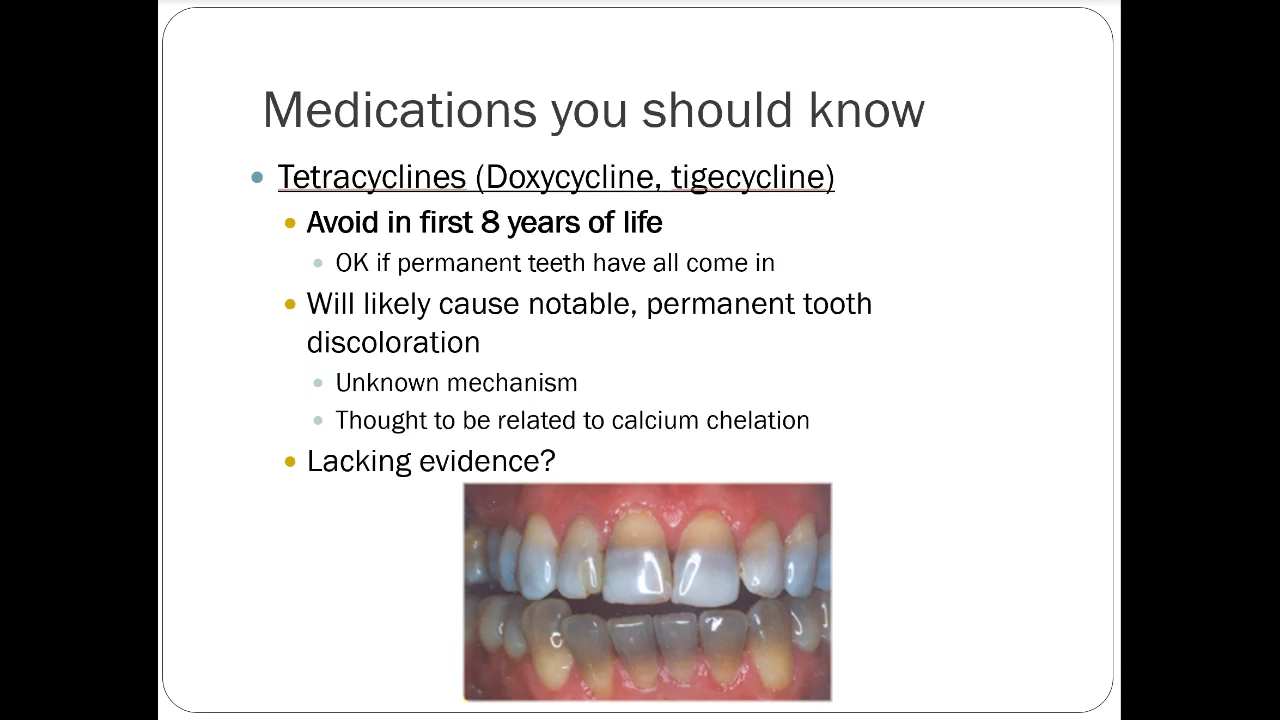 Medications you should know
Tetracyclines (Doxycycline, tigecycline)
Avoid in first 8 years of life
OK if permanent teeth have all come in
Will likely cause notable, permanent tooth
discoloration
Unknown mechanism
Thought to be related to calcium chelation
Lacking evidence?